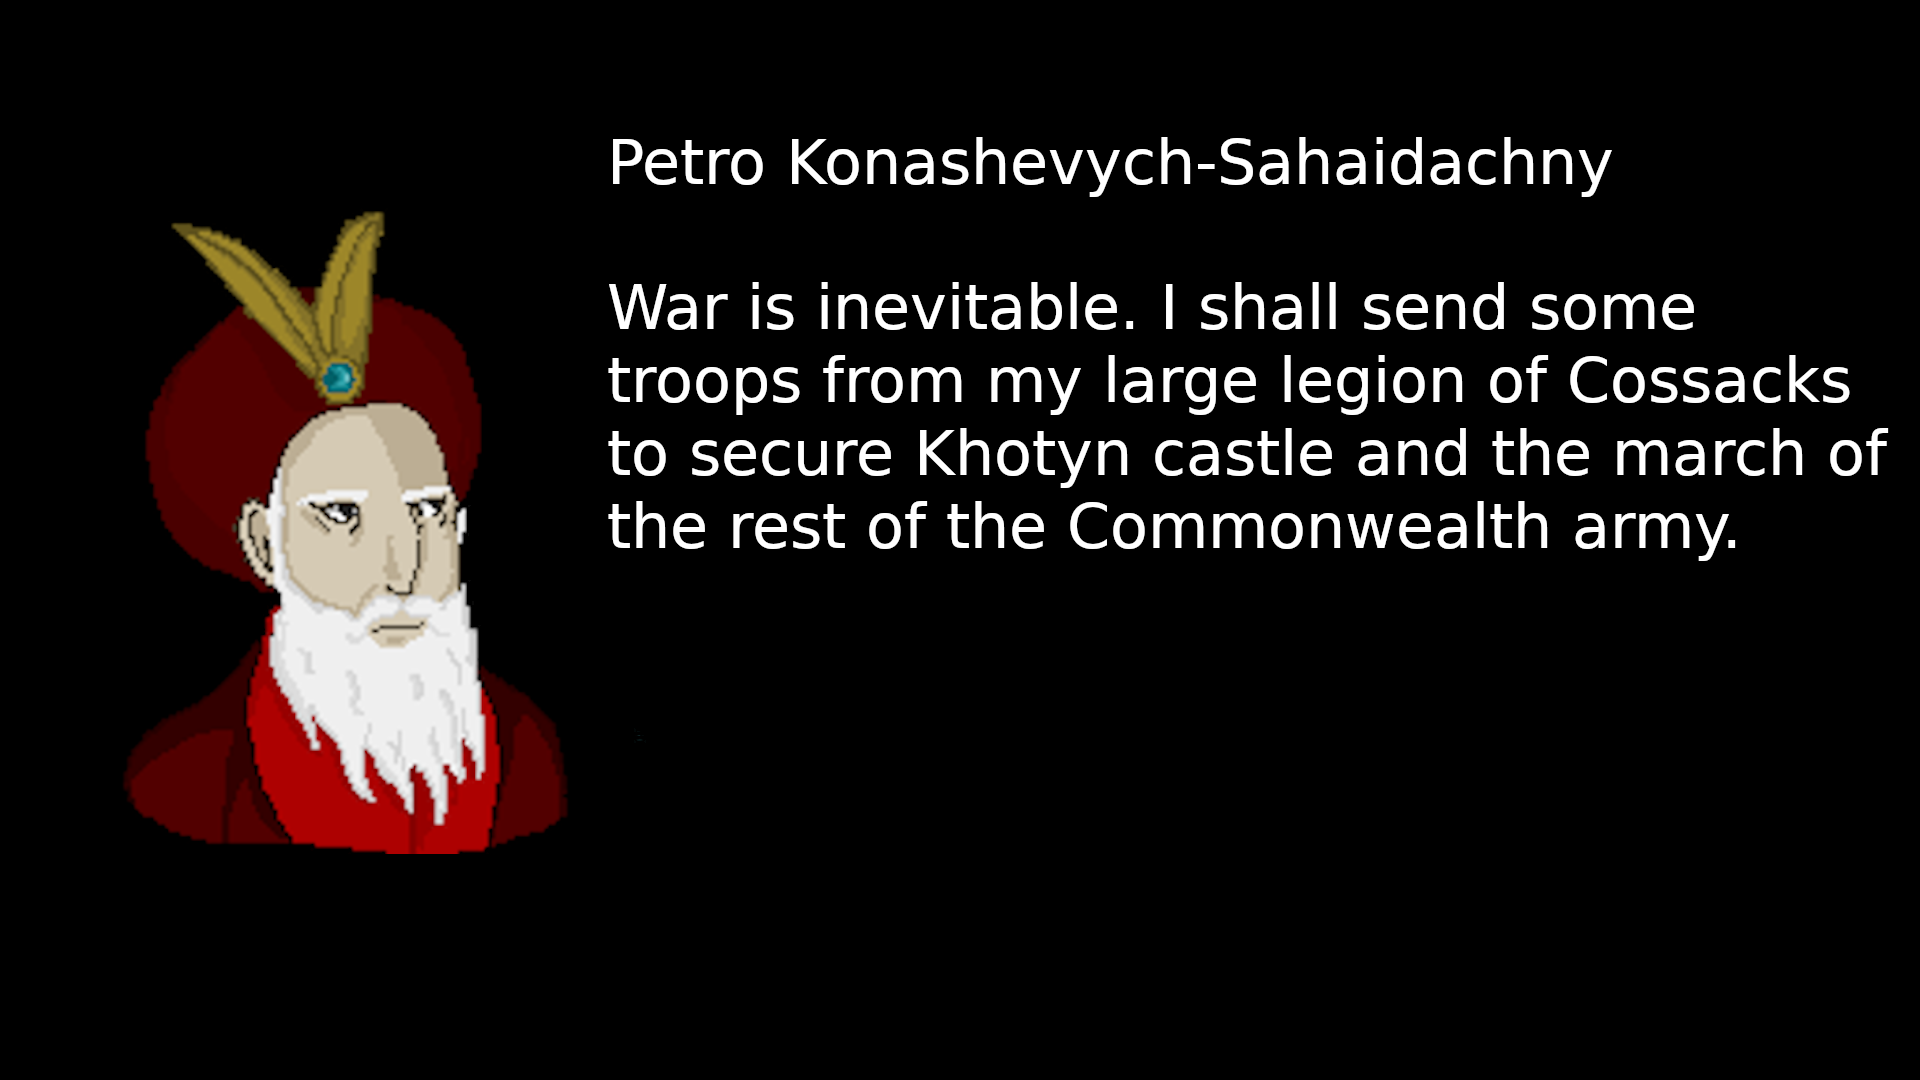 Petro Konashevych-Sahaidachny
War is inevitable. I shall send some
troops from my large legion of Cossacks
to secure Khotyn castle and the march of
the rest of the Commonwealth army.